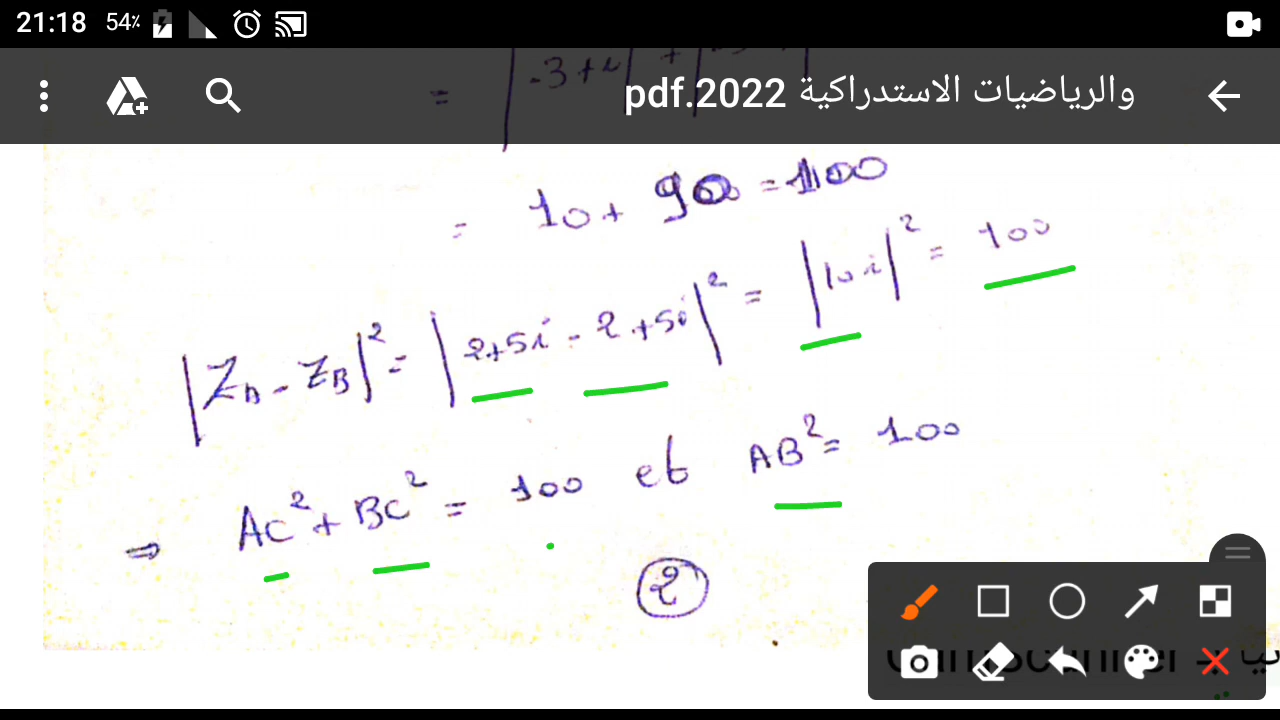 21:18 54%
والرياضيات الاستدراكية 2022.pdf
= |-3+i| + |
= 10 + 90 = 100
|Z_A - Z_B|² = |2+5i - 2+5i|² = |10i|² = 100
⇒ AC² + BC² = 100 et AB² = 100
2